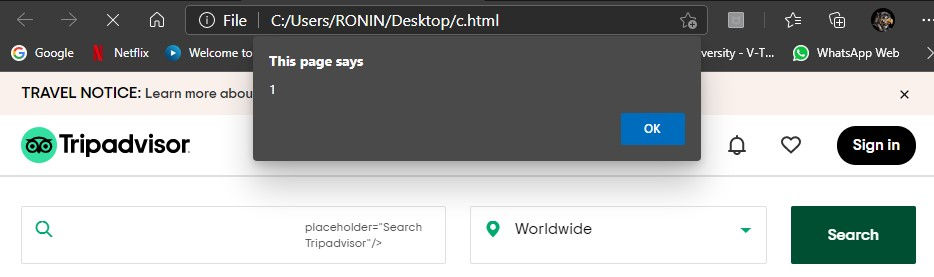 File C:/Users/RONIN/Desktop/c.html
Google Netflix Welcome to versity - V-T... WhatsApp Web
This page says
1
OK
TRAVEL NOTICE: Learn more abou
Tripadvisor Sign in
placeholder="Search
Tripadvisor"/>
Worldwide
Search